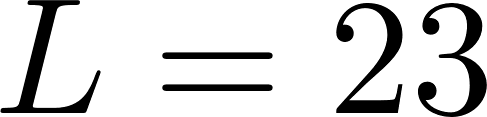 L = 23